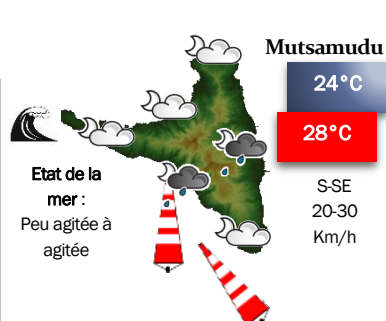 Mutsamudu
24°C
28°C
S-SE
20-30
Km/h
Etat de la
mer :
Peu agitée à
agitée